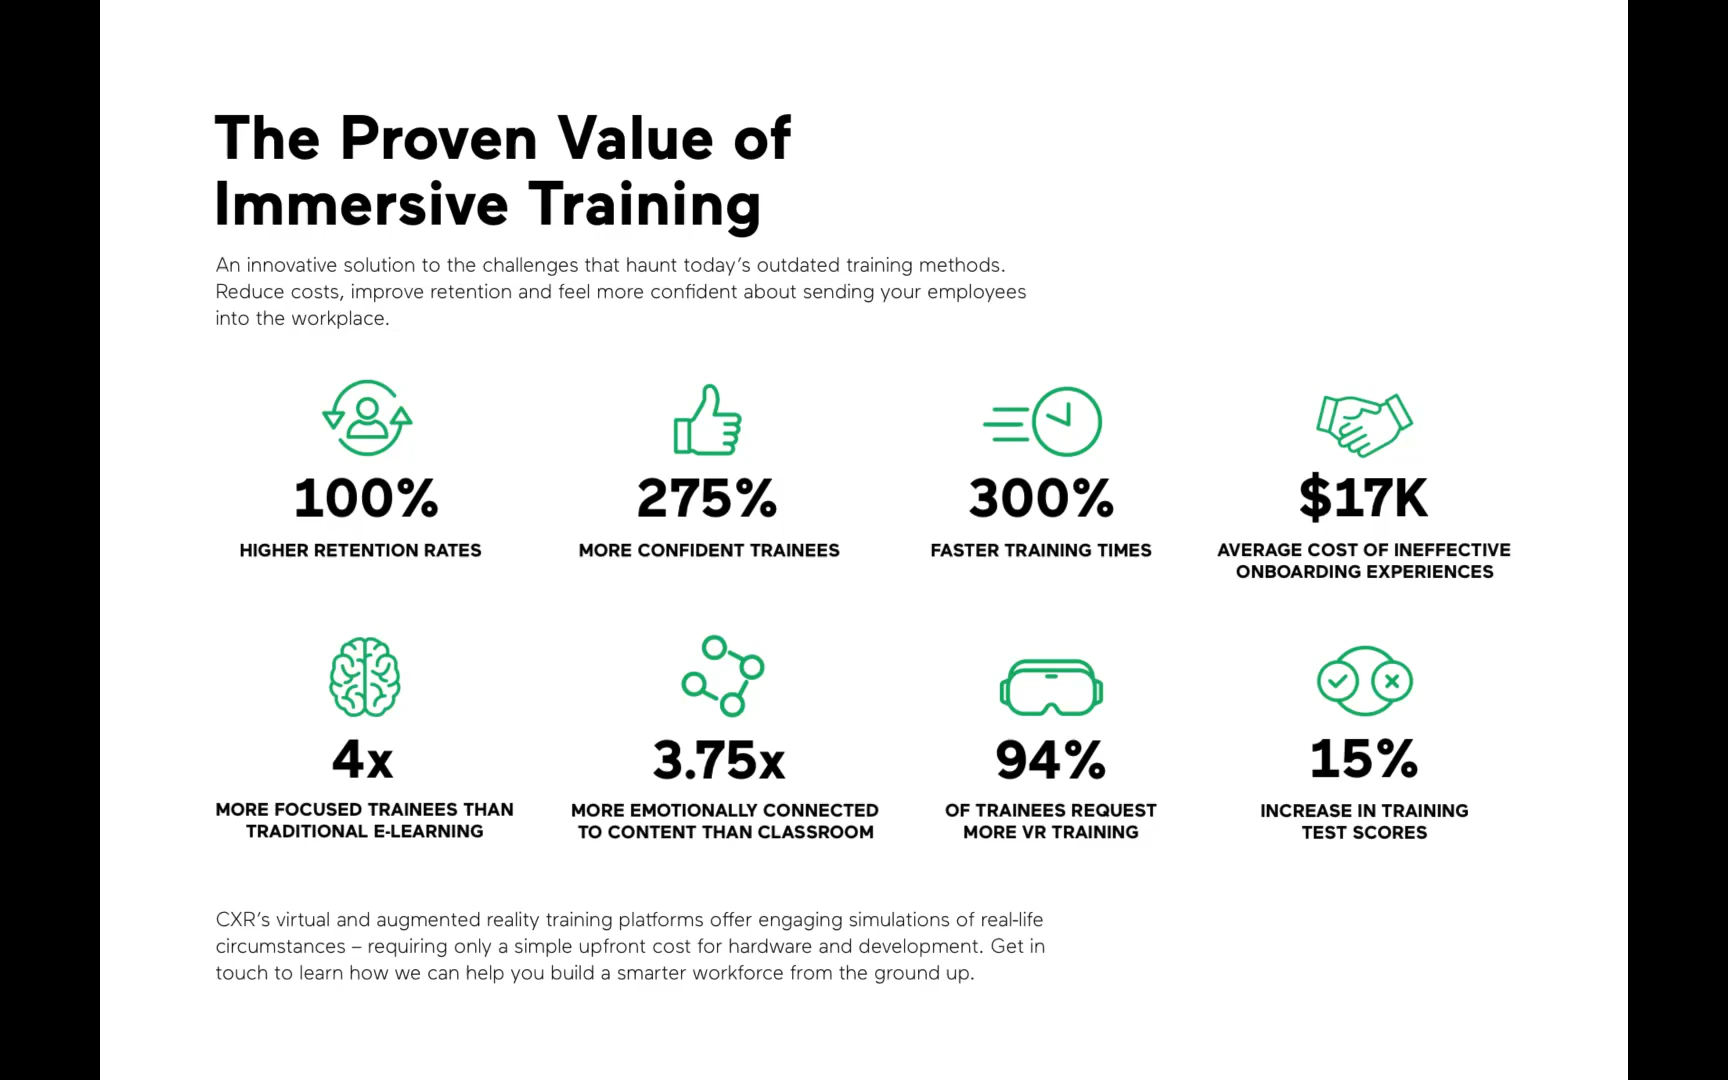 The Proven Value of
Immersive Training
An innovative solution to the challenges that haunt today's outdated training methods.
Reduce costs, improve retention and feel more confident about sending your employees
into the workplace.
100%
HIGHER RETENTION RATES
275%
MORE CONFIDENT TRAINEES
300%
FASTER TRAINING TIMES
$17K
AVERAGE COST OF INEFFECTIVE
ONBOARDING EXPERIENCES
4x
MORE FOCUSED TRAINEES THAN
TRADITIONAL E-LEARNING
3.75x
MORE EMOTIONALLY CONNECTED
TO CONTENT THAN CLASSROOM
94%
OF TRAINEES REQUEST
MORE VR TRAINING
15%
INCREASE IN TRAINING
TEST SCORES
CXR's virtual and augmented reality training platforms offer engaging simulations of real-life
circumstances – requiring only a simple upfront cost for hardware and development. Get in
touch to learn how we can help you build a smarter workforce from the ground up.